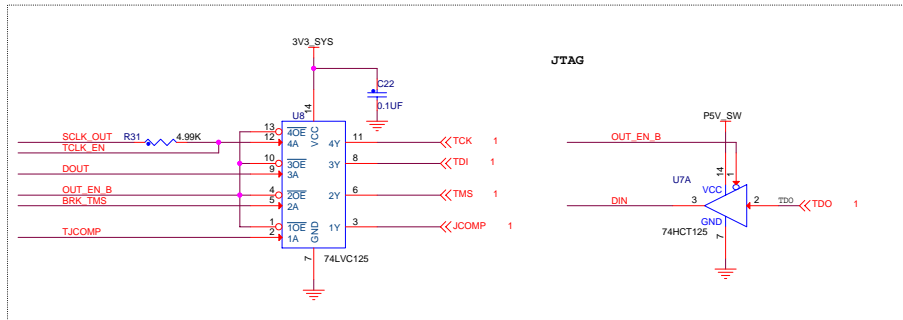 3V3_SYS
JTAG
C22
0.1UF
P5V_SW
U8
14
VCC
SCLK_OUT
R31
4.99K
TCLK_EN
13
4OE
12
4A
4Y
11
TCK
1
DOUT
10
3OE
9
3A
3Y
8
TDI
1
OUT_EN_B
BRK_TMS
4
2OE
5
2A
2Y
6
TMS
1
TJCOMP
1
1OE
2
1A
1Y
3
JCOMP
1
GND
7
74LVC125
OUT_EN_B
14
1
U7A
VCC
DIN
3
2
TDO
TDO
1
GND
7
74HCT125